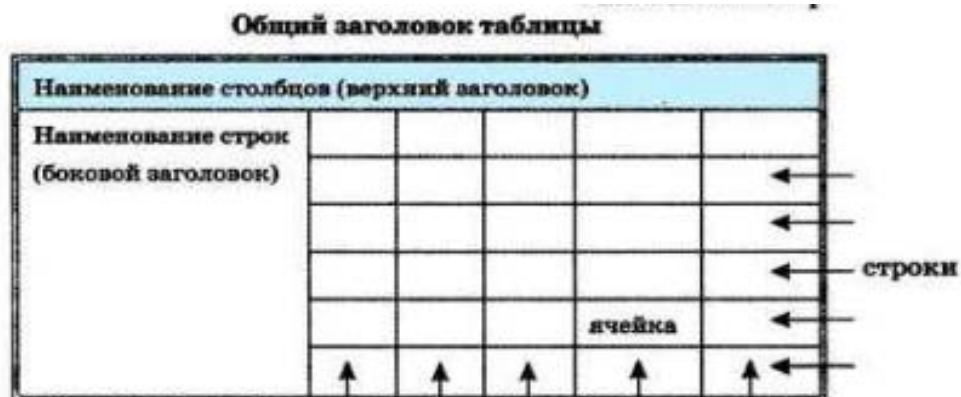 Общий заголовок таблицы
Наименование столбцов (верхний заголовок)
Наименование строк
(боковой заголовок)
строки
ячейка